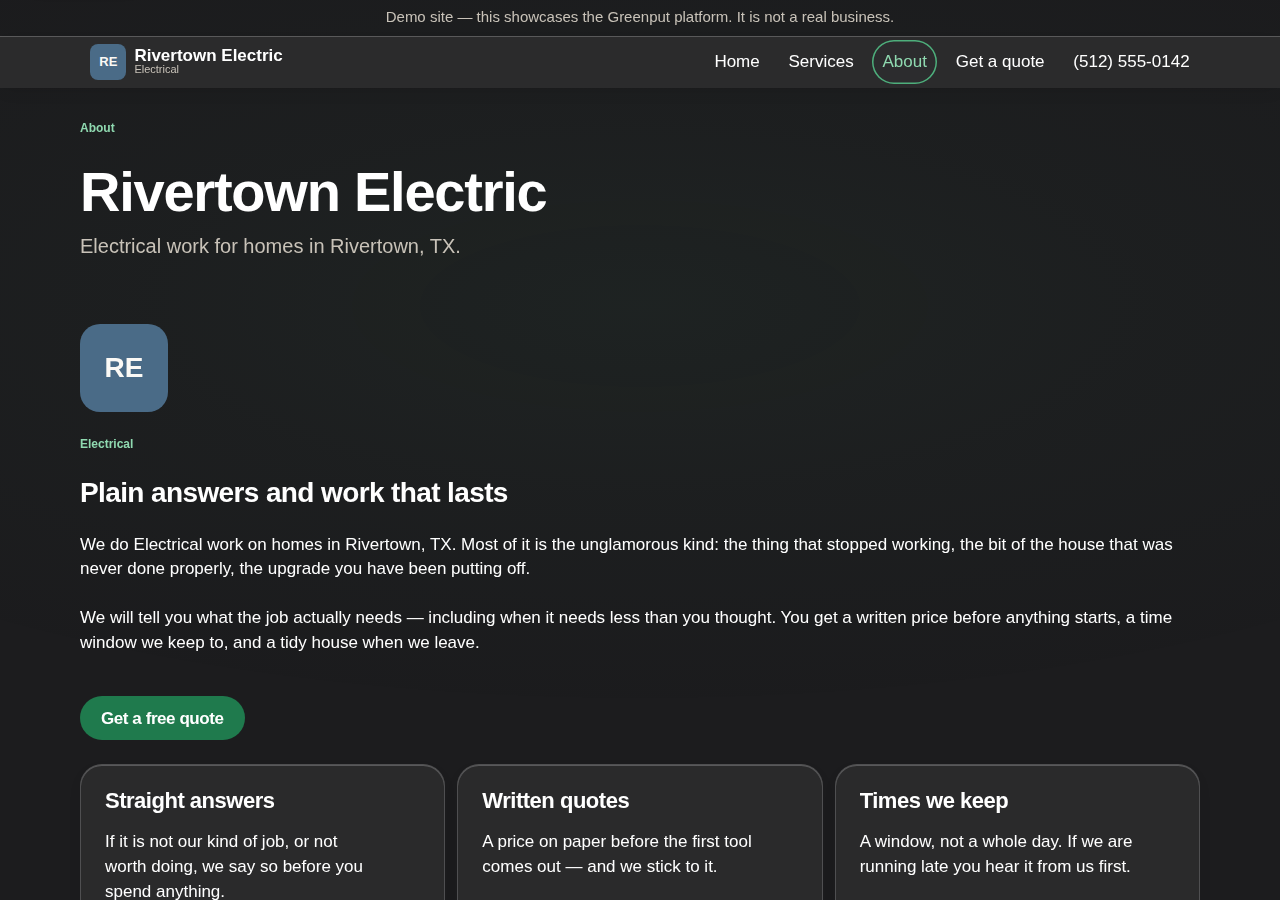 Demo site — this showcases the Greenput platform. It is not a real business.
RE
Rivertown Electric
Electrical
Home
Services
About
Get a quote
(512) 555-0142
About
Rivertown Electric
Electrical work for homes in Rivertown, TX.
RE
Electrical
Plain answers and work that lasts
We do Electrical work on homes in Rivertown, TX. Most of it is the unglamorous kind: the thing that stopped working, the bit of the house that was
never done properly, the upgrade you have been putting off.
We will tell you what the job actually needs — including when it needs less than you thought. You get a written price before anything starts, a time
window we keep to, and a tidy house when we leave.
Get a free quote
Straight answers
If it is not our kind of job, or not
worth doing, we say so before you
spend anything.
Written quotes
A price on paper before the first tool
comes out — and we stick to it.
Times we keep
A window, not a whole day. If we are
running late you hear it from us first.